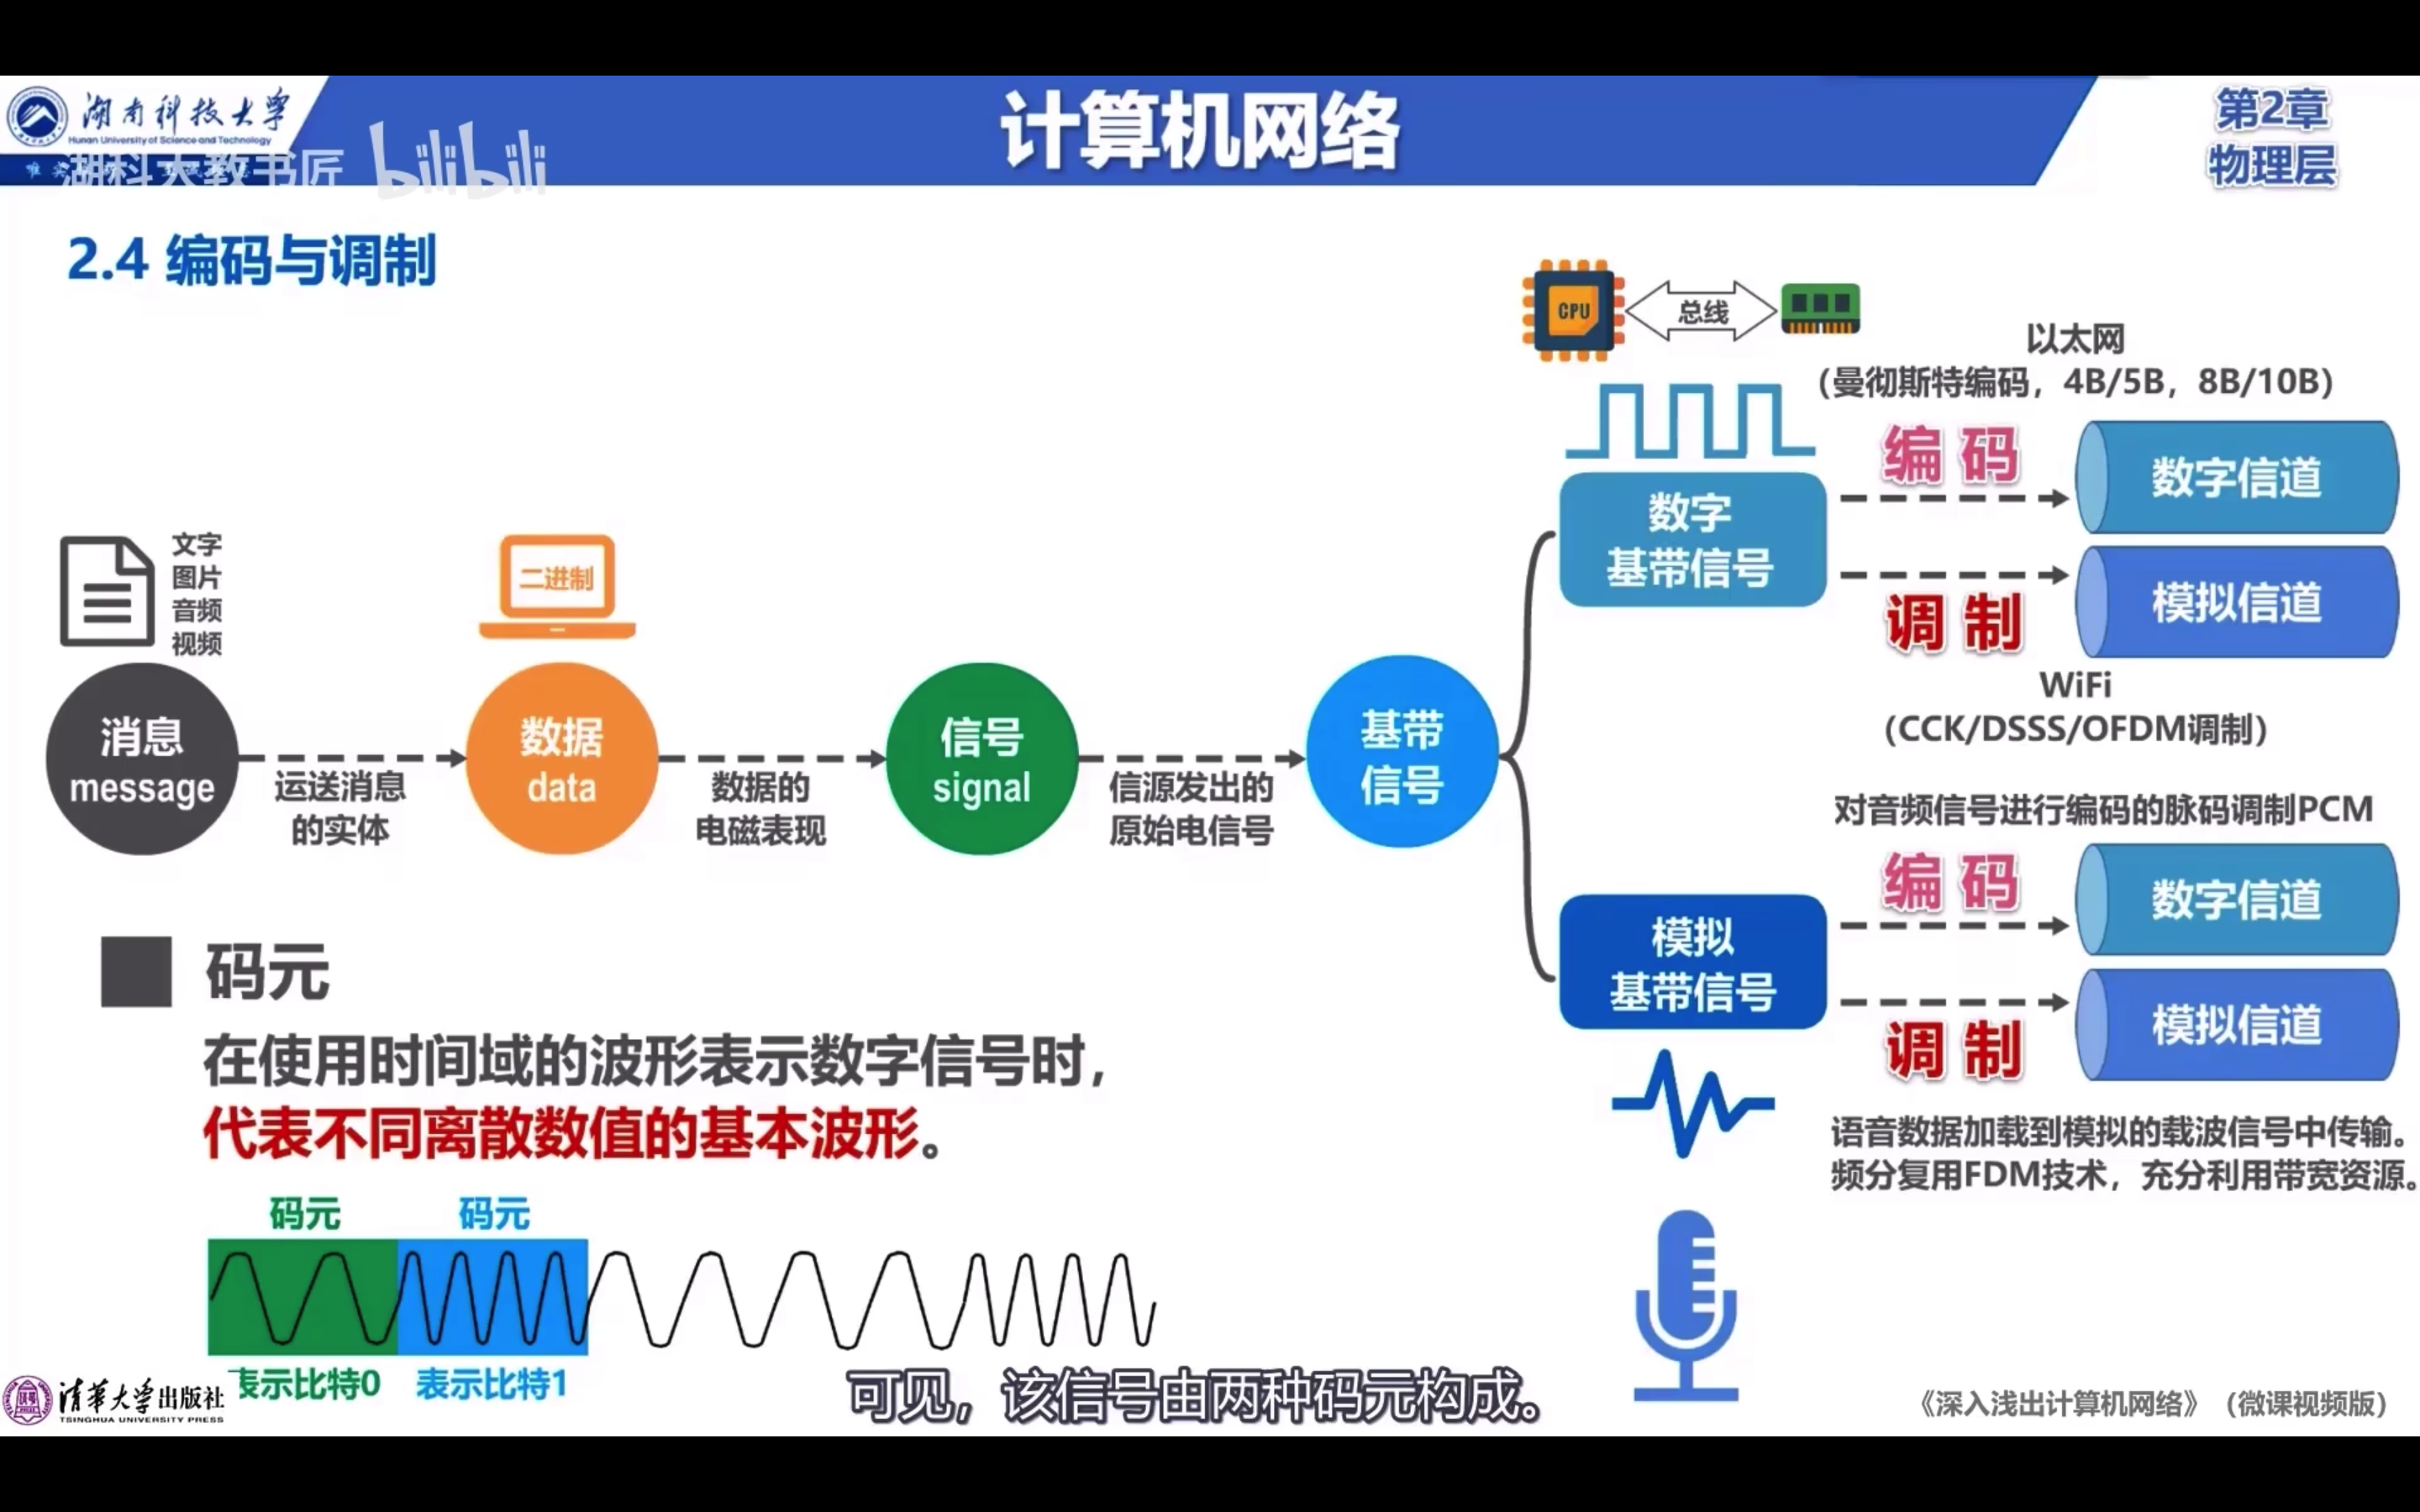 湖南科技大学
Hunan University of Science and Technology
湖科大教书匠
bilibili
计算机网络
第2章
物理层
2.4 编码与调制
CPU
总线
以太网
(曼彻斯特编码，4B/5B，8B/10B)
编码
数字信道
数字
基带信号
调制
模拟信道
WiFi
(CCK/DSSS/OFDM调制)
文字
图片
音频
视频
二进制
消息
message
运送消息
的实体
数据
data
数据的
电磁表现
信号
signal
信源发出的
原始电信号
基带
信号
对音频信号进行编码的脉码调制PCM
编码
数字信道
模拟
基带信号
调制
模拟信道
语音数据加载到模拟的载波信号中传输。
频分复用FDM技术，充分利用带宽资源。
码元
在使用时间域的波形表示数字信号时，
代表不同离散数值的基本波形。
码元
码元
表示比特0
表示比特1
可见，该信号由两种码元构成。
清华大学出版社
TSINGHUA UNIVERSITY PRESS
《深入浅出计算机网络》（微课视频版）